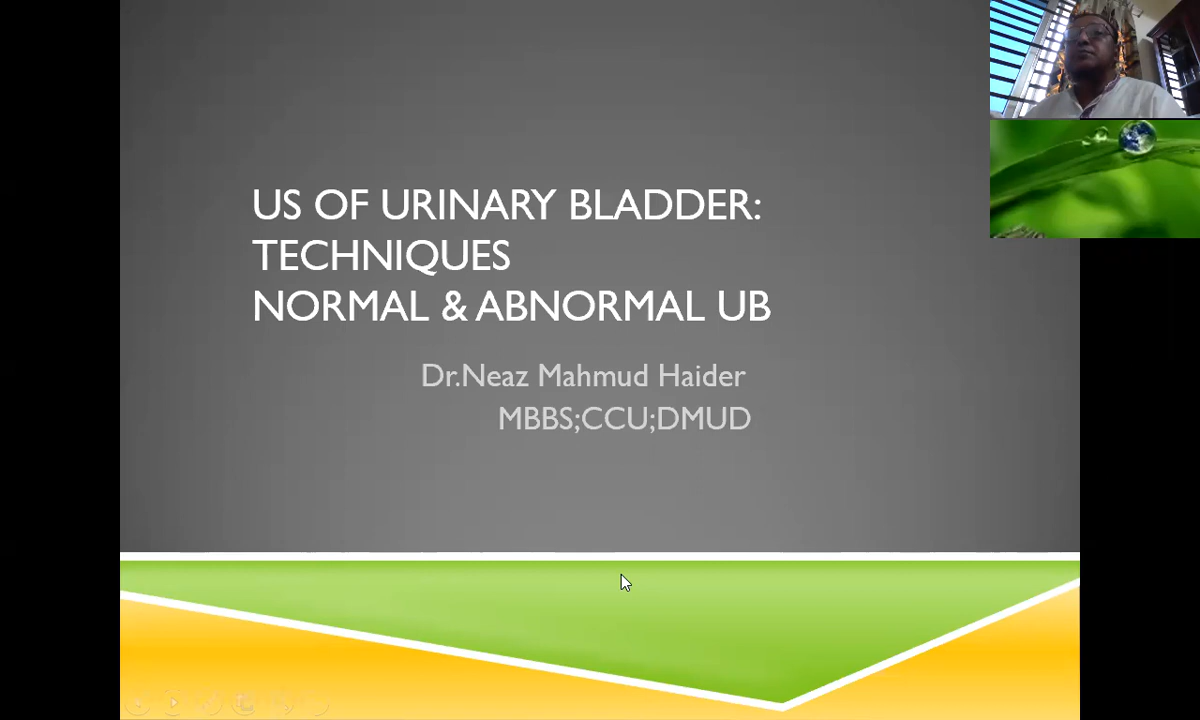 US OF URINARY BLADDER:
TECHNIQUES
NORMAL & ABNORMAL UB
Dr.Neaz Mahmud Haider
MBBS;CCU;DMUD